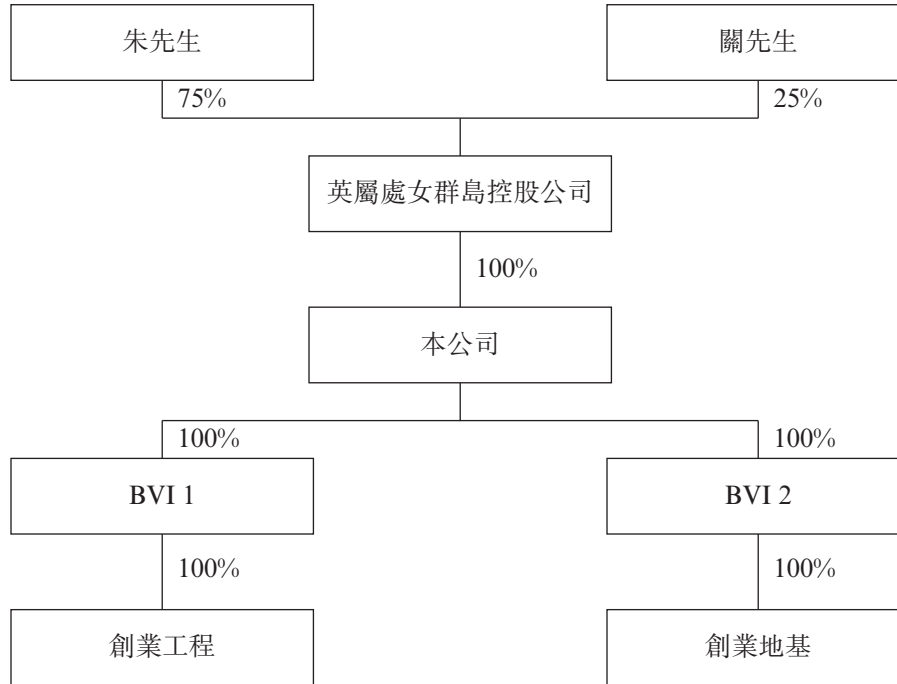 朱先生
關先生
75%
25%
英屬處女群島控股公司
100%
本公司
100%
100%
BVI 1
BVI 2
100%
100%
創業工程
創業地基